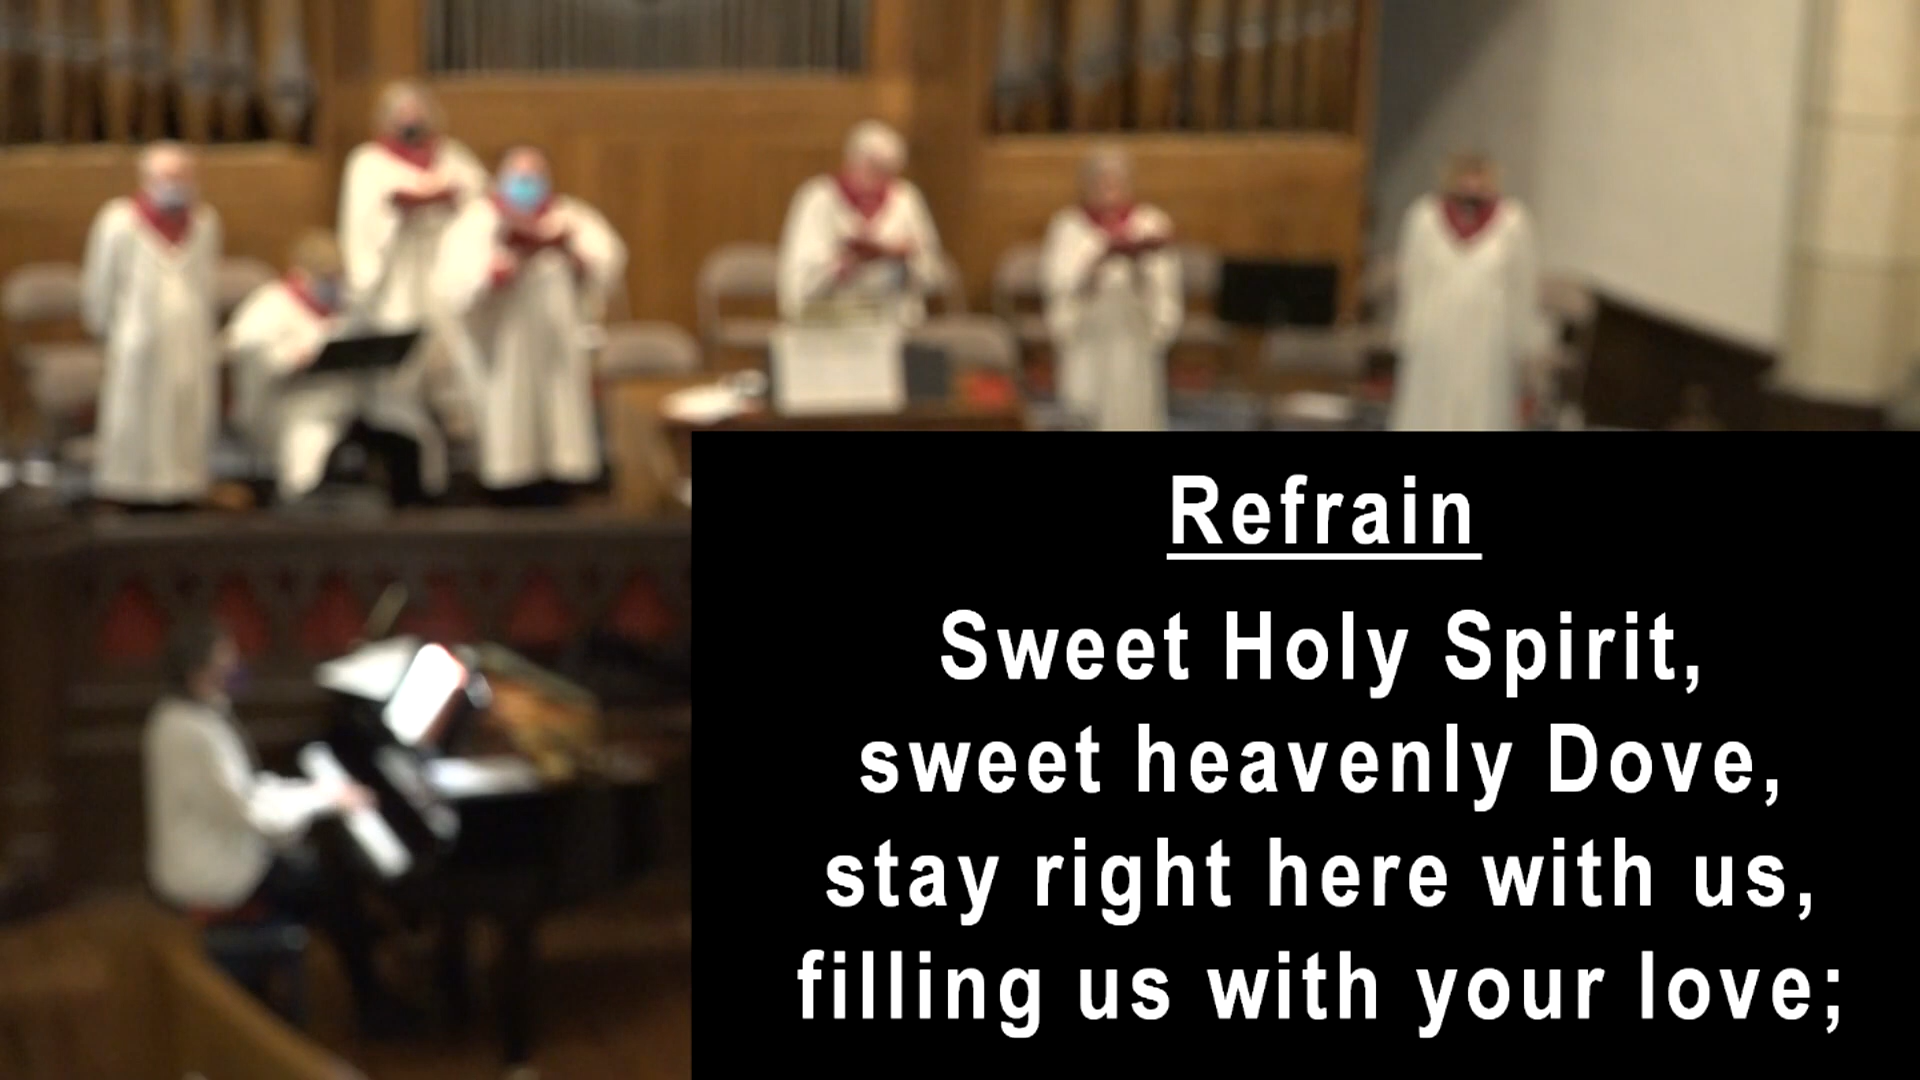 Refrain
Sweet Holy Spirit,
sweet heavenly Dove,
stay right here with us,
filling us with your love;